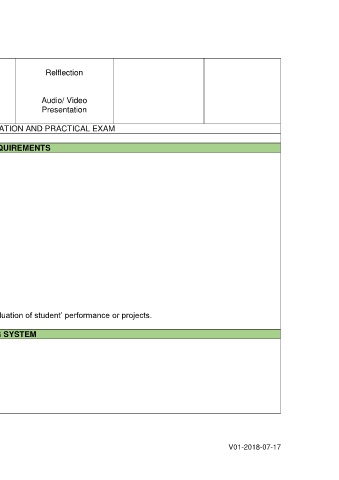 Relflection
Audio/ Video
Presentation
ATION AND PRACTICAL EXAM
QUIREMENTS
luation of student' performance or projects.
SYSTEM
V01-2018-07-17